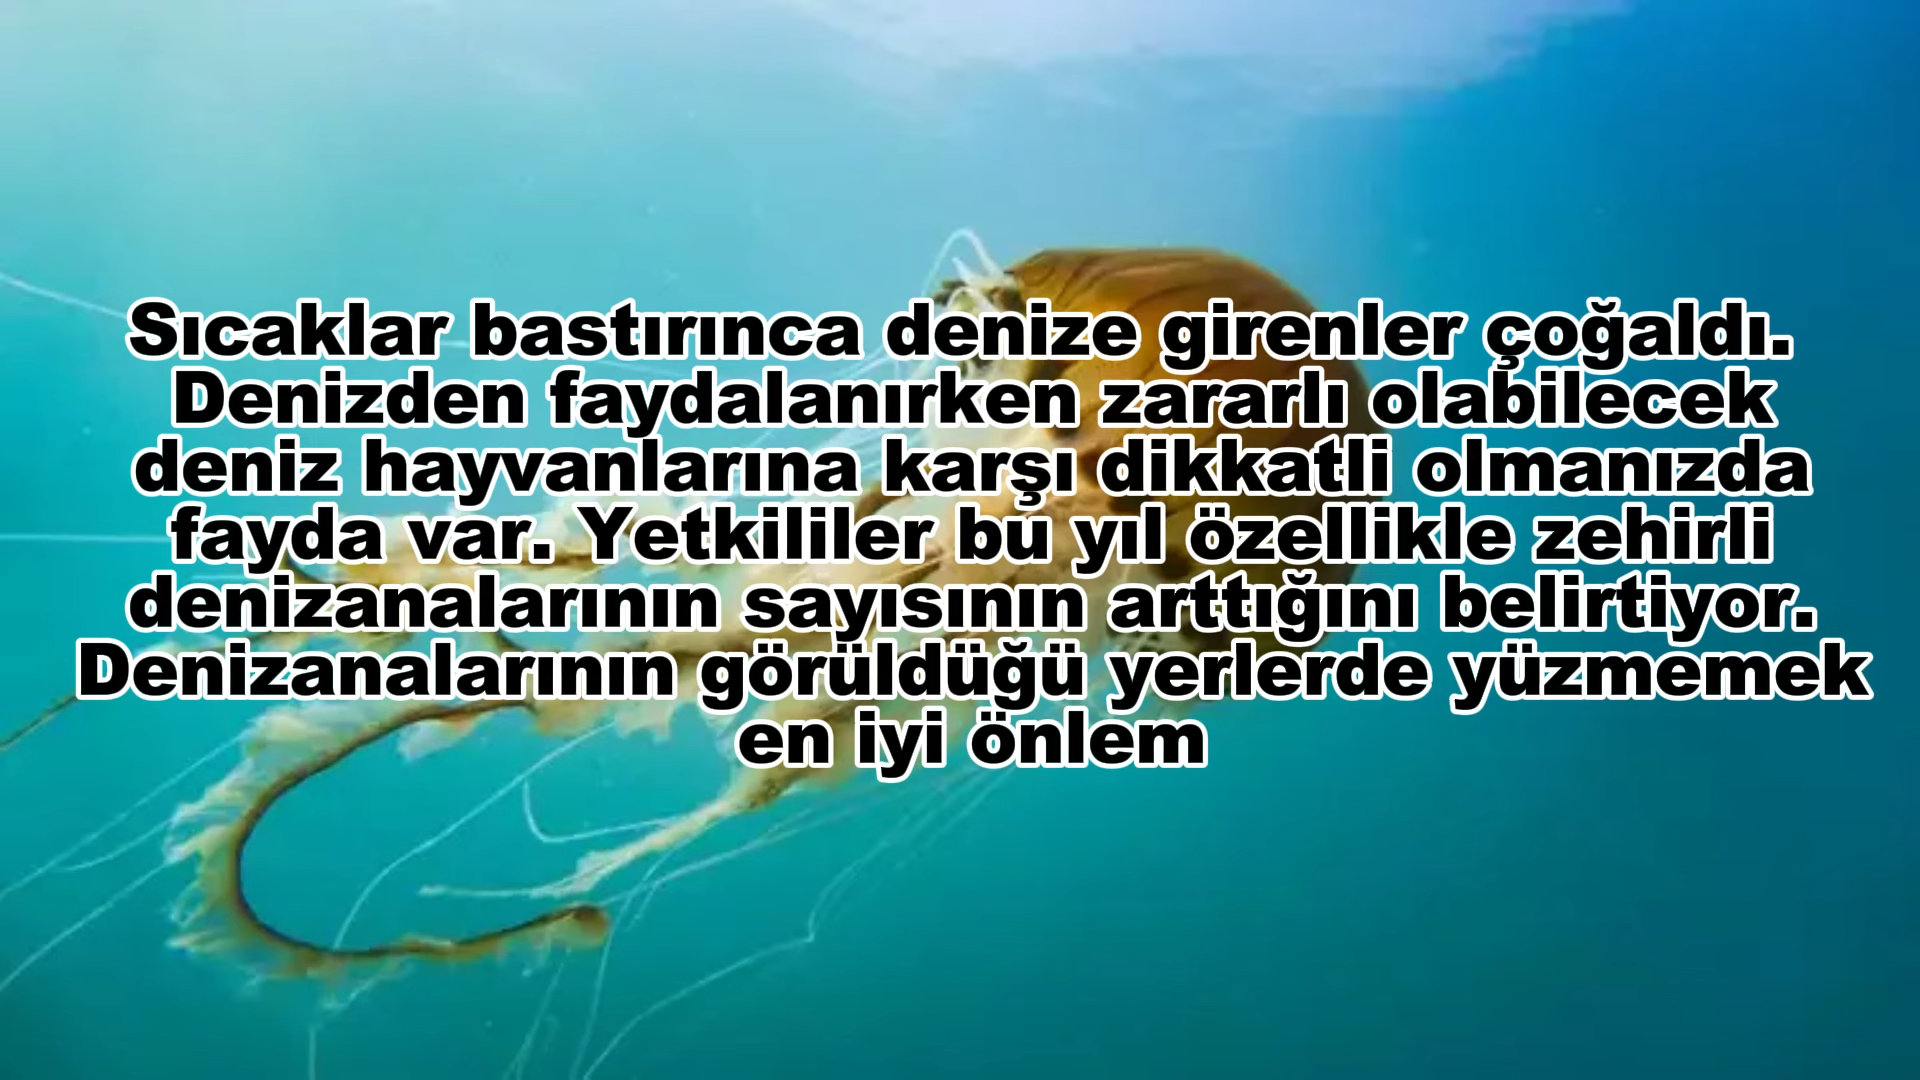 Sıcaklar bastırınca denize girenler çoğaldı.
Denizden faydalanırken zararlı olabilecek
deniz hayvanlarına karşı dikkatli olmanızda
fayda var. Yetkililer bu yıl özellikle zehirli
denizanalarının sayısının arttığını belirtiyor.
Denizanalarının görüldüğü yerlerde yüzmemek
en iyi önlem